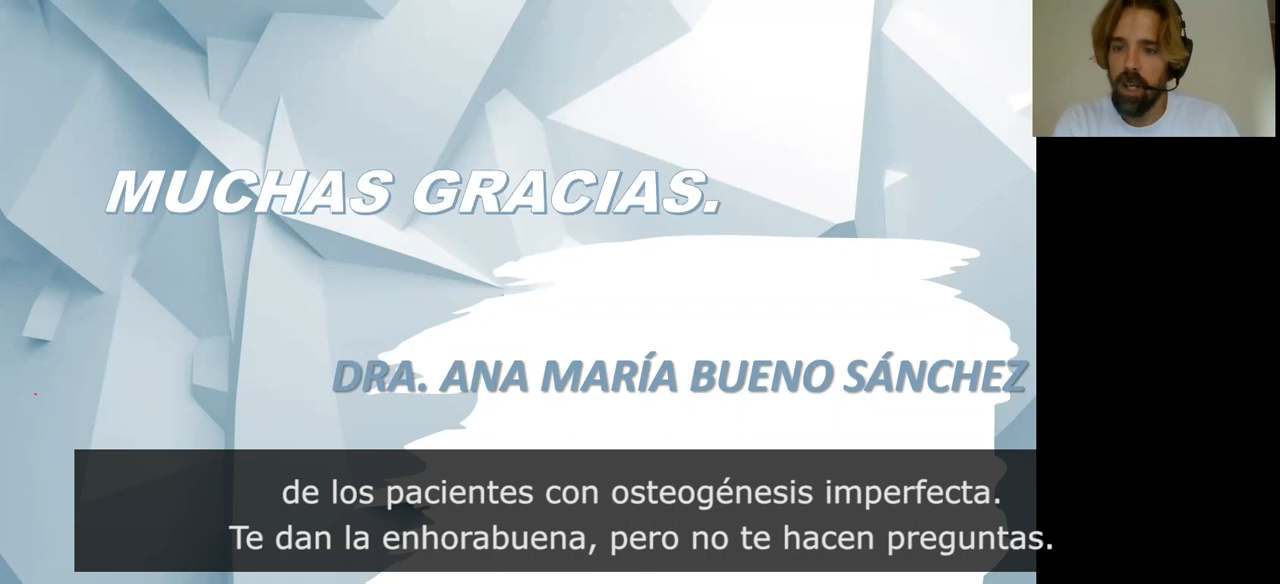 MUCHAS GRACIAS.
DRA. ANA MARÍA BUENO SÁNCHEZ
de los pacientes con osteogénesis imperfecta.
Te dan la enhorabuena, pero no te hacen preguntas.